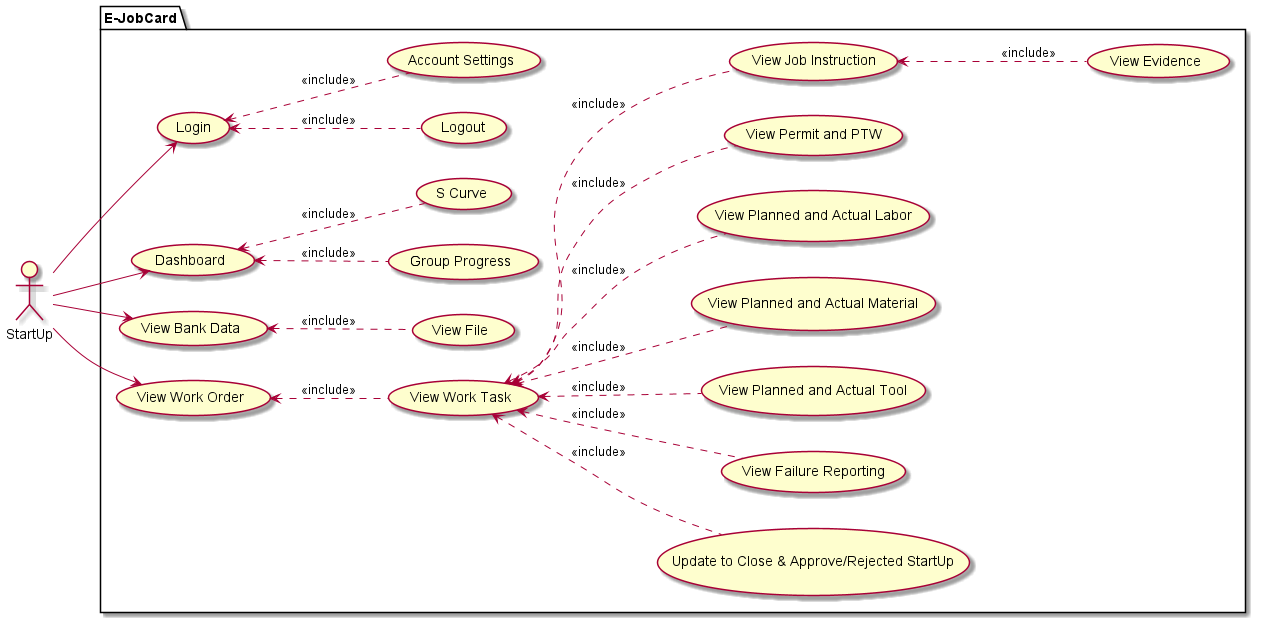 E-JobCard
Account Settings
View Job Instruction
«include»
View Evidence
«include»
«include»
Login
«include»
Logout
View Permit and PTW
«include»
S Curve
«include»
View Planned and Actual Labor
Dashboard
«include»
Group Progress
«include»
View Planned and Actual Material
StartUp
View Bank Data
«include»
View File
«include»
View Work Order
«include»
View Work Task
«include»
View Planned and Actual Tool
«include»
View Failure Reporting
«include»
Update to Close & Approve/Rejected StartUp